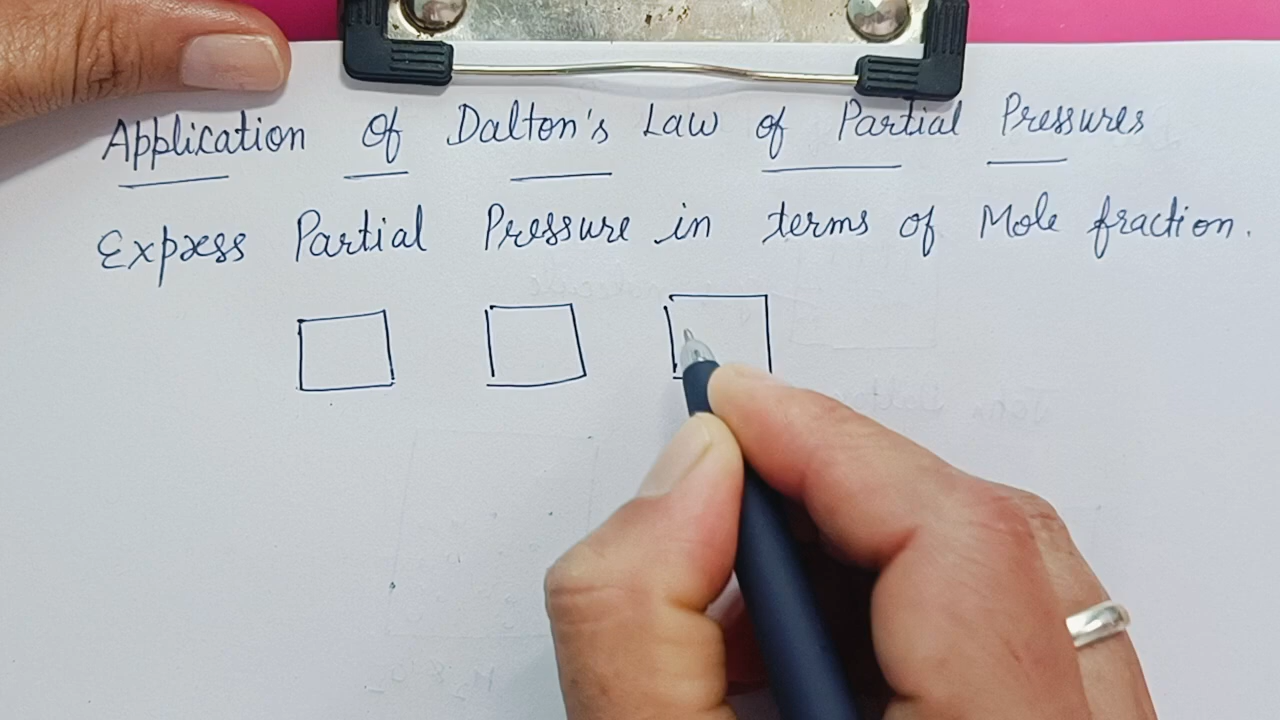 Application Of Dalton's Law of Partial Pressures
Express Partial Pressure in terms of Mole fraction.